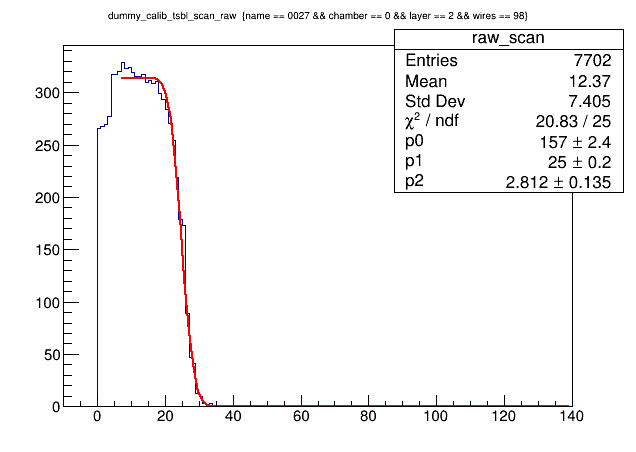 dummy_calib_tsbl_scan_raw {name == 0027 && chamber == 0 && layer == 2 && wires == 98}
raw_scan
Entries 7702
Mean 12.37
Std Dev 7.405
χ² / ndf 20.83 / 25
p0 157 ± 2.4
p1 25 ± 0.2
p2 2.812 ± 0.135
300
250
200
150
100
50
0
0 20 40 60 80 100 120 140